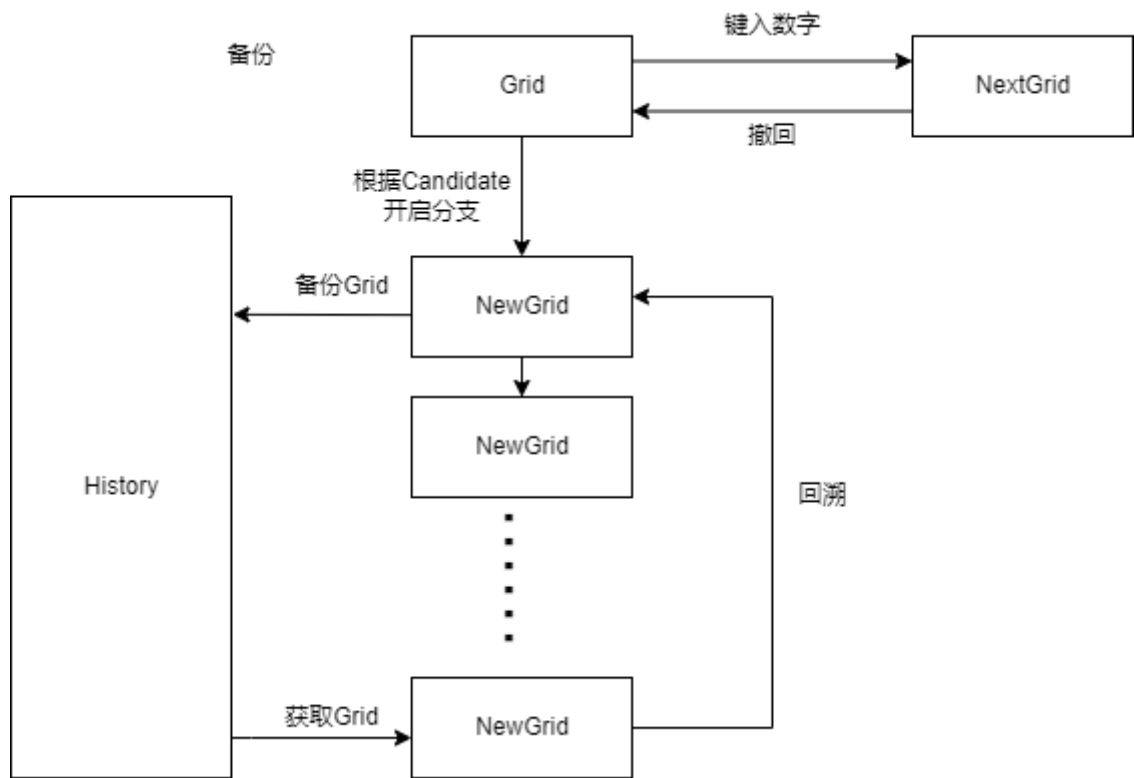 备份
键入数字
Grid
NextGrid
撤回
根据Candidate
开启分支
备份Grid
NewGrid
NewGrid
History
回溯
获取Grid
NewGrid